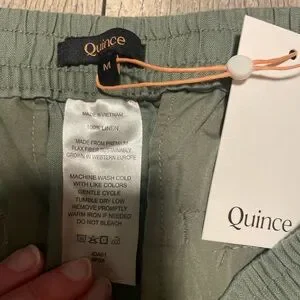 Quince
M
MADE IN VIETNAM
100% LINEN
MADE FROM PREMIUM
FLAX FIBER SUSTAINABLY
GROWN IN WESTERN EUROPE
MACHINE WASH COLD
WITH LIKE COLORS
GENTLE CYCLE
TUMBLE DRY LOW
REMOVE PROMPTLY
WARM IRON IF NEEDED
DO NOT BLEACH
Quince